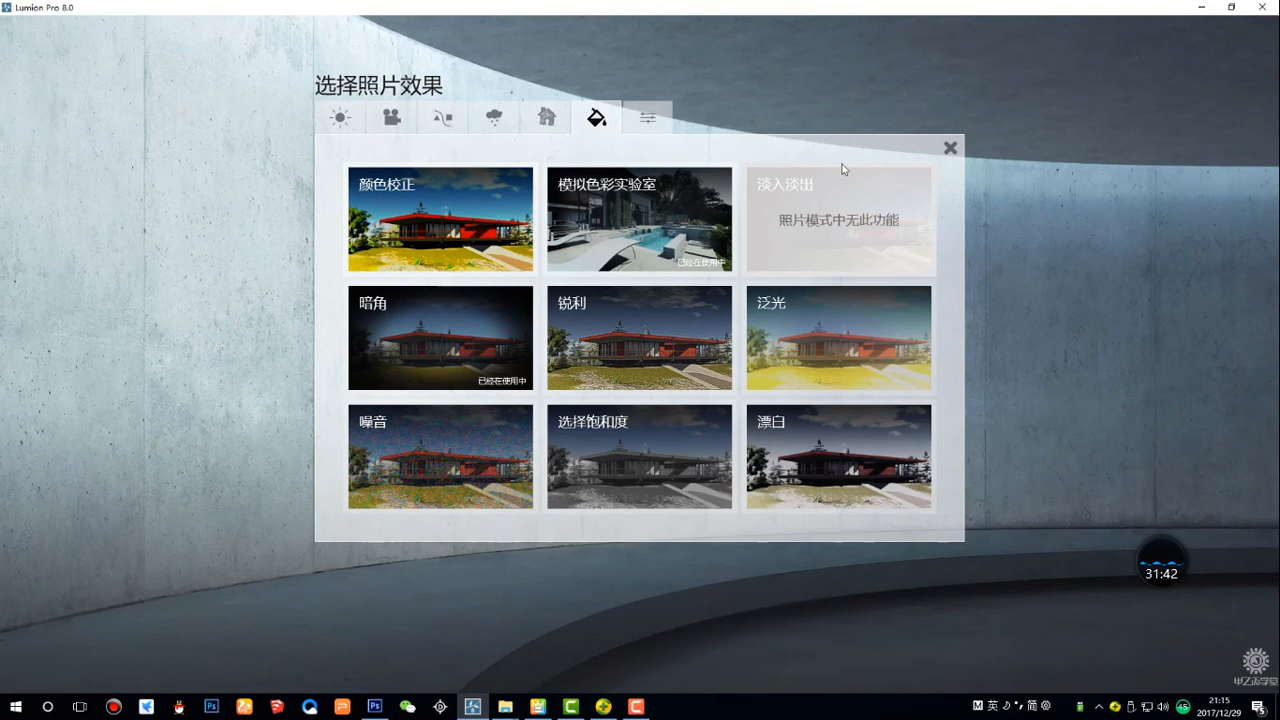 Lumion Pro 8.0
选择照片效果
颜色校正
模拟色彩实验室
已经在使用中
淡入淡出
照片模式中无此功能
暗角
已经在使用中
锐利
泛光
噪音
选择饱和度
漂白
31:42
M 英 简
21:15
2017/12/29